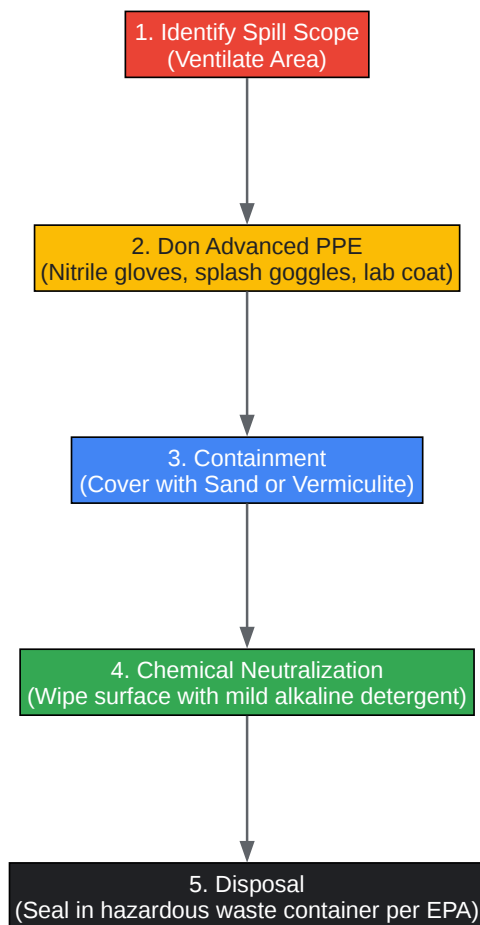 1. Identify Spill Scope
(Ventilate Area)
2. Don Advanced PPE
(Nitrile gloves, splash goggles, lab coat)
3. Containment
(Cover with Sand or Vermiculite)
4. Chemical Neutralization
(Wipe surface with mild alkaline detergent)
5. Disposal
(Seal in hazardous waste container per EPA)